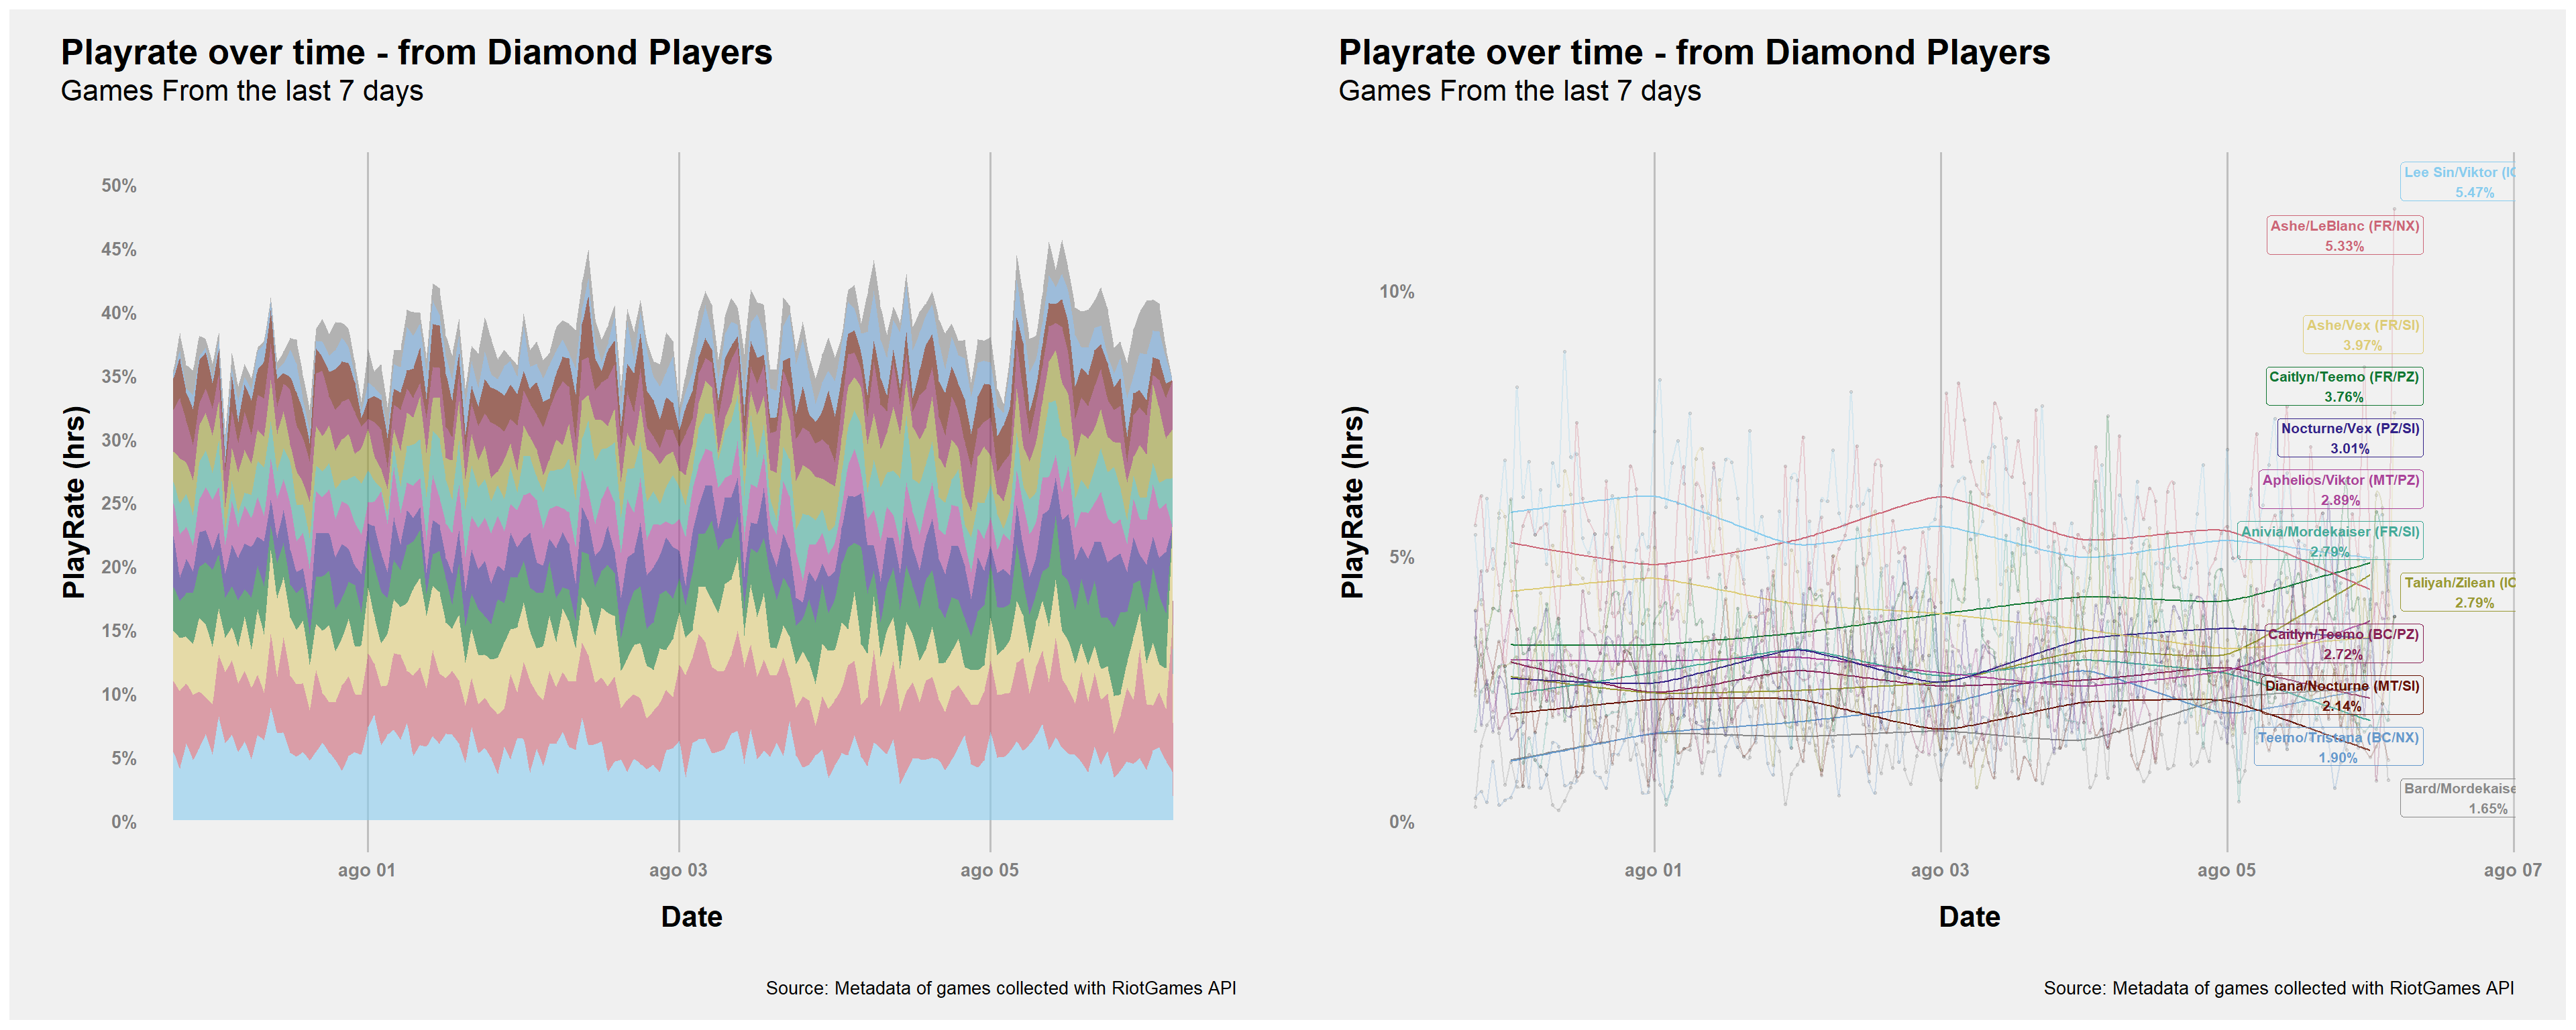 Playrate over time - from Diamond Players
Games From the last 7 days
50%
45%
40%
35%
30%
25%
20%
15%
10%
5%
0%
PlayRate (hrs)
ago 01
ago 03
ago 05
Date
Source: Metadata of games collected with RiotGames API
Playrate over time - from Diamond Players
Games From the last 7 days
10%
5%
0%
PlayRate (hrs)
Lee Sin/Viktor (IC
5.47%
Ashe/LeBlanc (FR/NX)
5.33%
Ashe/Vex (FR/SI)
3.97%
Caitlyn/Teemo (FR/PZ)
3.76%
Nocturne/Vex (PZ/SI)
3.01%
Aphelios/Viktor (MT/PZ)
2.89%
Anivia/Mordekaiser (FR/SI)
2.79%
Taliyah/Zilean (IC
2.79%
Caitlyn/Teemo (BC/PZ)
2.72%
Diana/Nocturne (MT/SI)
2.14%
Teemo/Tristana (BC/NX)
1.90%
Bard/Mordekaise
1.65%
ago 01
ago 03
ago 05
ago 07
Date
Source: Metadata of games collected with RiotGames API